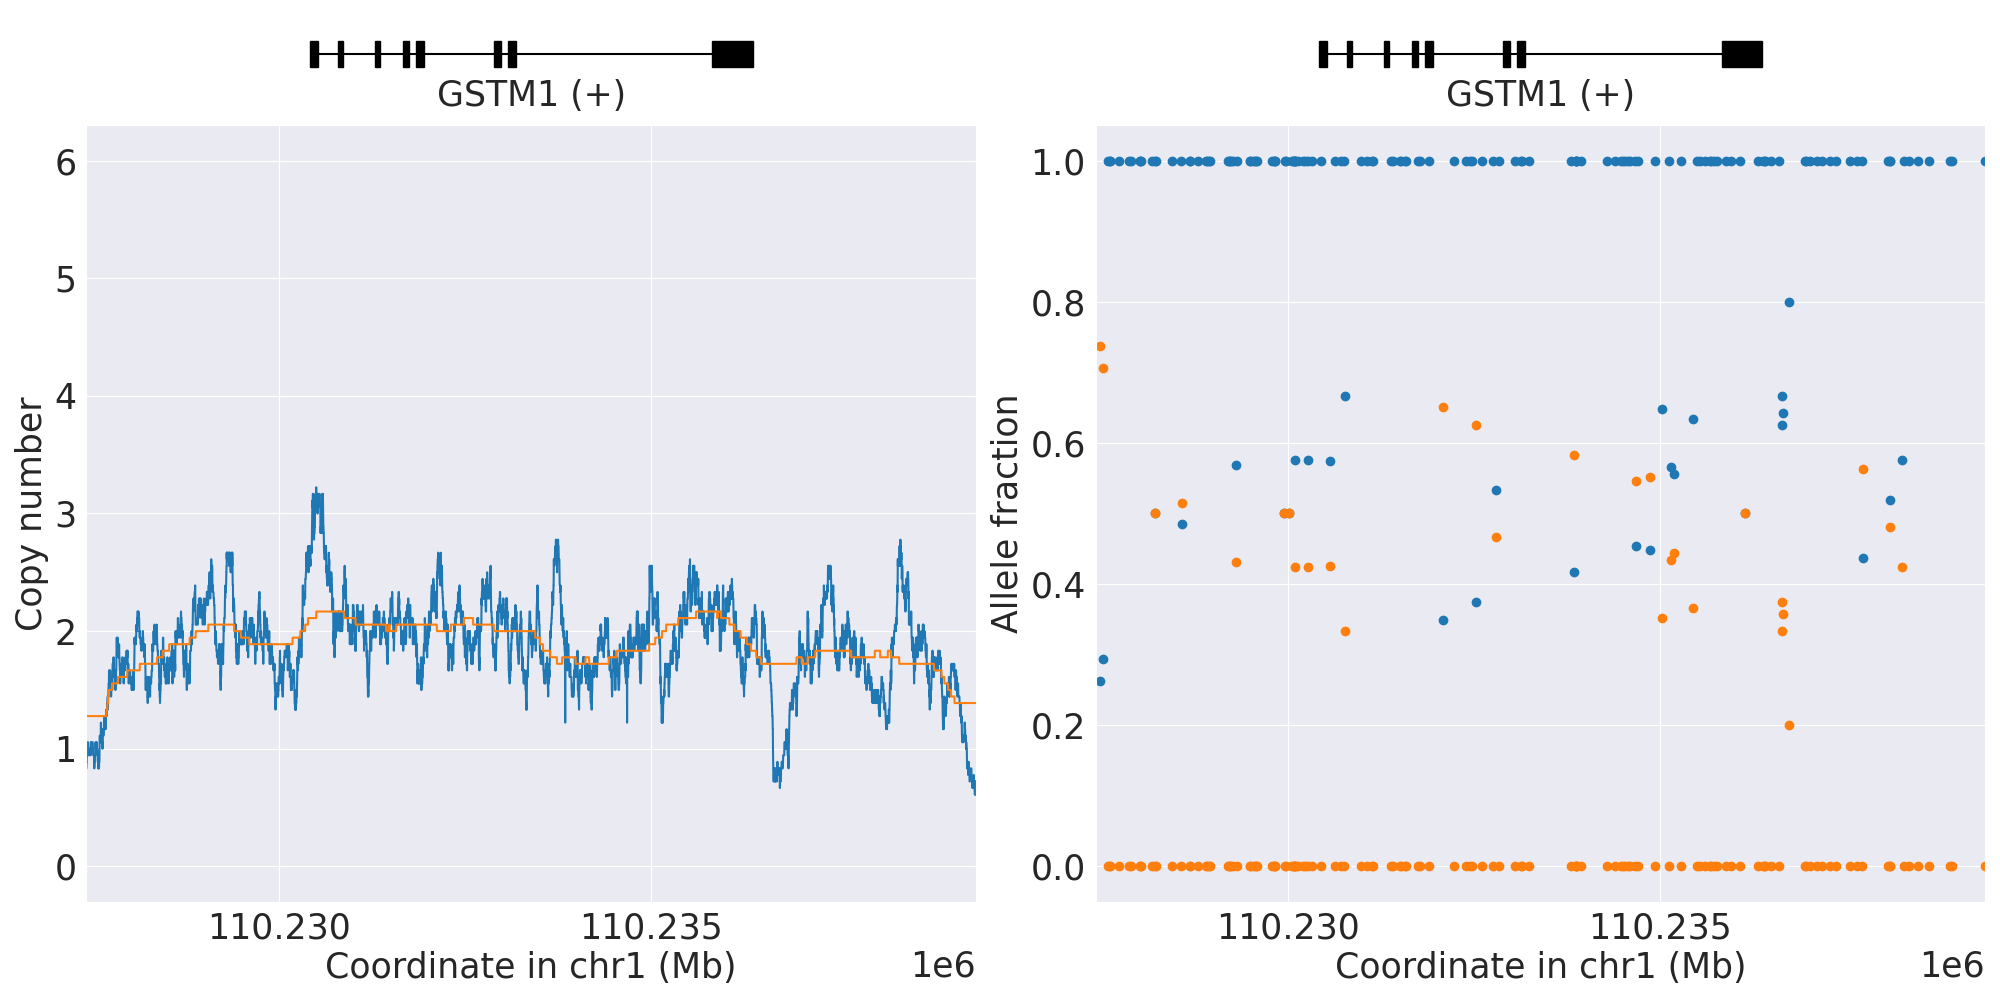 GSTM1 (+)
Copy number
6
5
4
3
2
1
0
110.230
110.235
Coordinate in chr1 (Mb)
1e6
GSTM1 (+)
Allele fraction
1.0
0.8
0.6
0.4
0.2
0.0
110.230
110.235
Coordinate in chr1 (Mb)
1e6